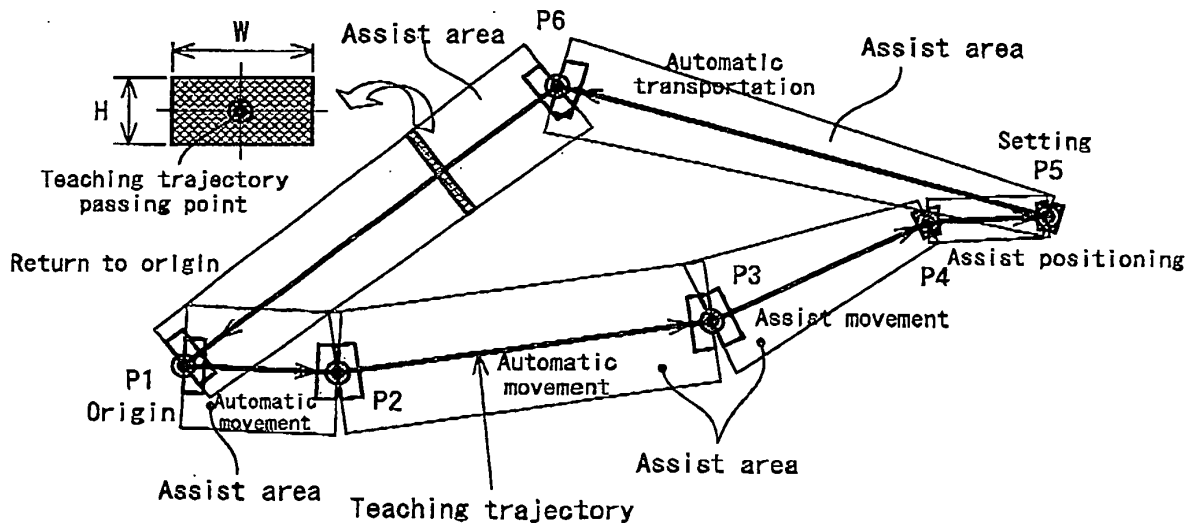 W
H
Teaching trajectory
passing point
Assist area
P6
Automatic
transportation
Assist area
Setting
P5
Return to origin
P3
P4
Assist positioning
Assist movement
P1
Origin
Automatic
movement
P2
Automatic
movement
Assist area
Assist area
Teaching trajectory